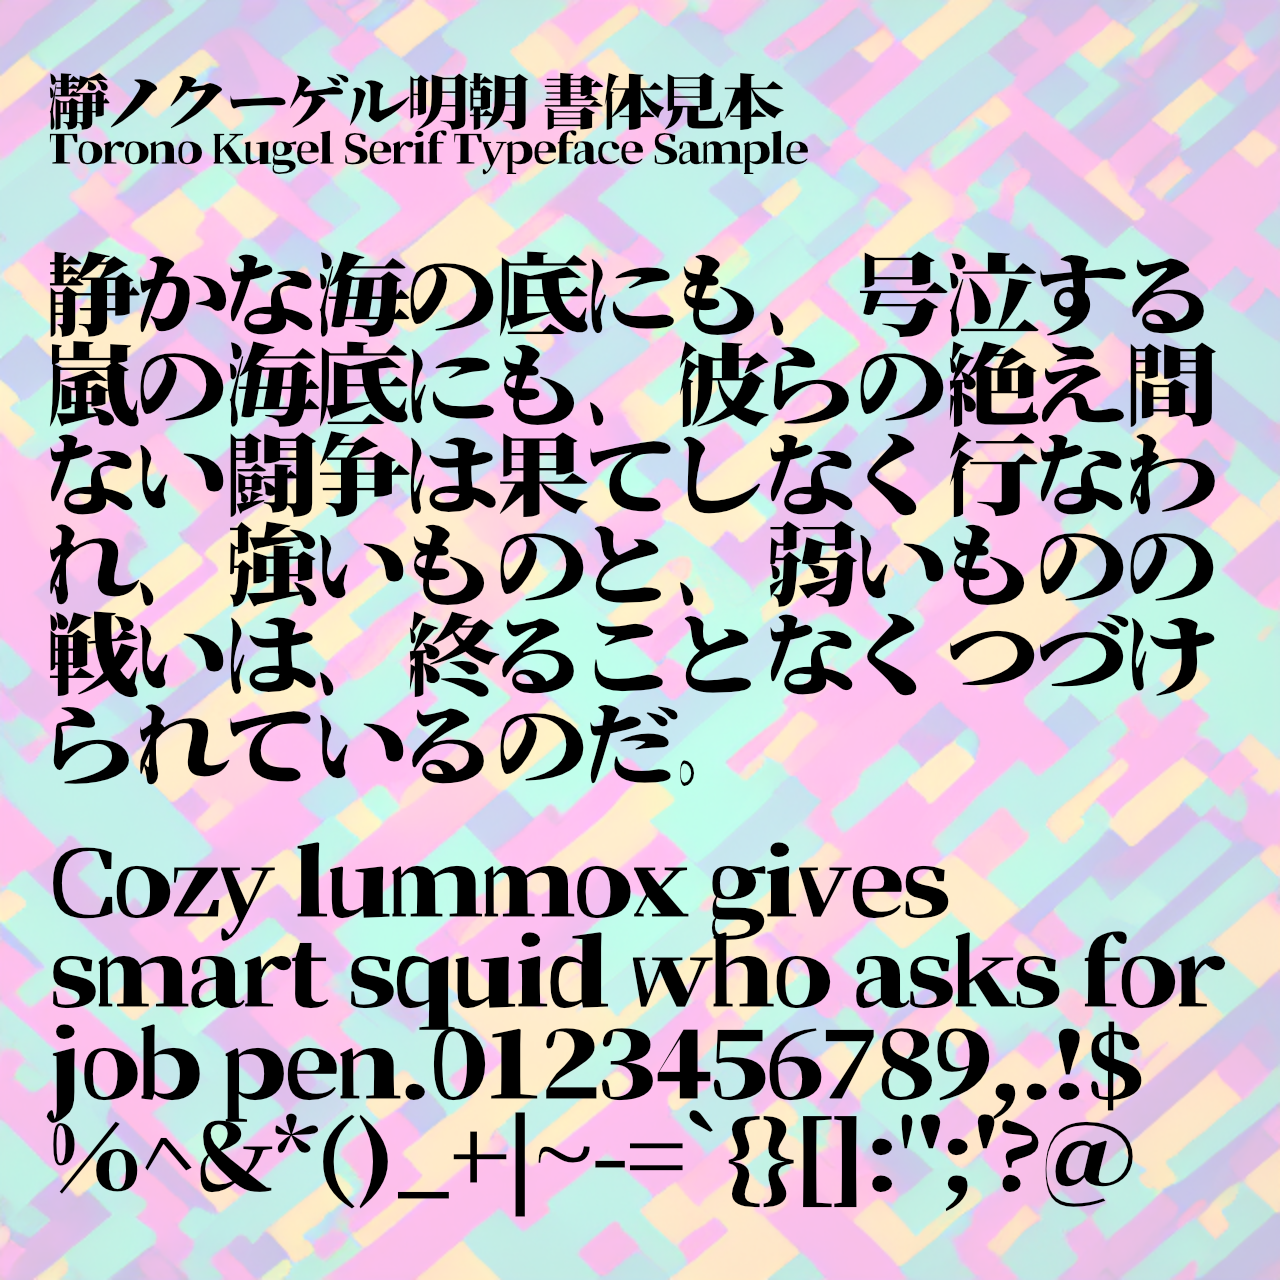 瀞ノクーゲル明朝 書体見本
Torono Kugel Serif Typeface Sample
静かな海の底にも、号泣する
嵐の海底にも、彼らの絶え間
ない闘争は果てしなく行なわ
れ、強いものと、弱いものの
戦いは、終ることなくつづけ
られているのだ。
Cozy lummox gives
smart squid who asks for
job pen.0123456789,.!$
%^&*()_+|~-=`{}[]:";'?@